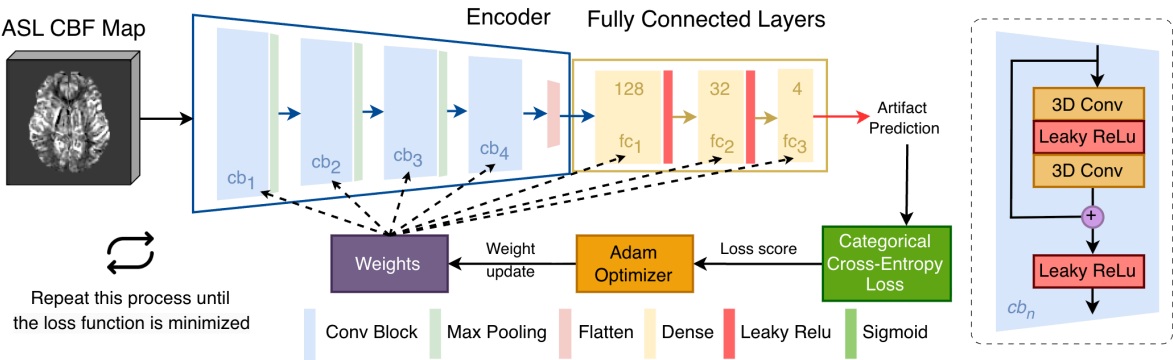 Encoder
Fully Connected Layers
ASL CBF Map
128
32
4
fc1
fc2
fc3
cb1
cb2
cb3
cb4
Artifact
Prediction
Weights
Weight
update
Adam
Optimizer
Loss score
Categorical
Cross-Entropy
Loss
Repeat this process until
the loss function is minimized
Conv Block
Max Pooling
Flatten
Dense
Leaky Relu
Sigmoid
3D Conv
Leaky ReLu
3D Conv
+
Leaky ReLu
cbn